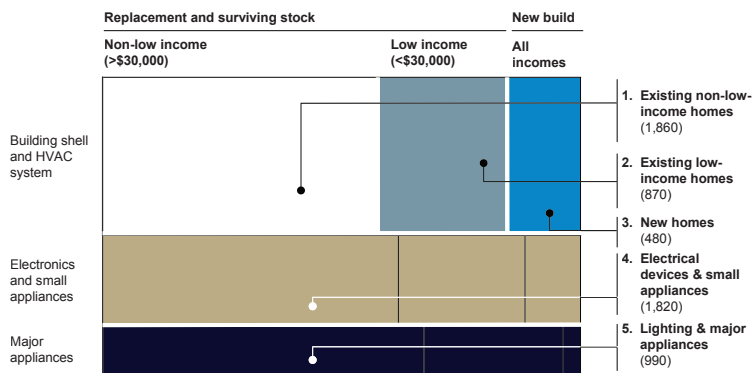 Replacement and surviving stock
New build
Non-low income
(>$30,000)
Low income
(<$30,000)
All
incomes
Building shell
and HVAC
system
1. Existing non-low-
income homes
(1,860)
2. Existing low-
income homes
(870)
3. New homes
(480)
Electronics
and small
appliances
4. Electrical
devices & small
appliances
(1,820)
Major
appliances
5. Lighting & major
appliances
(990)